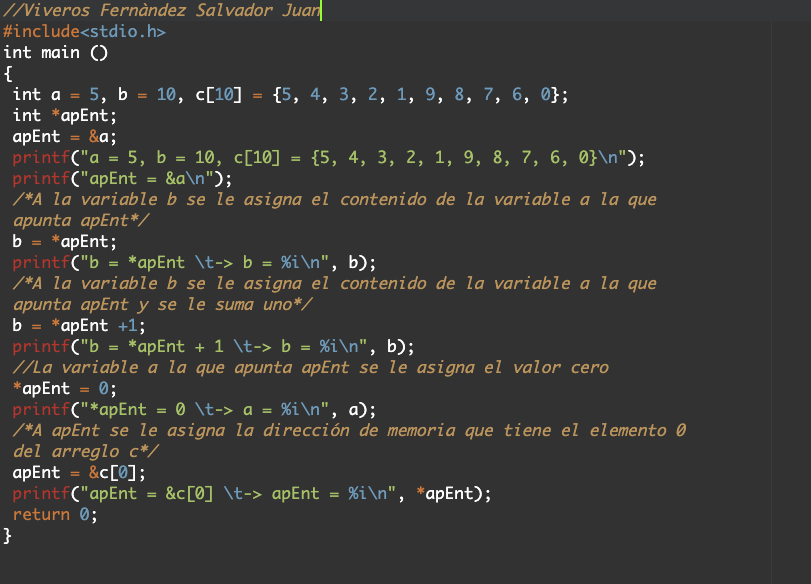 //Viveros Fernàndez Salvador Juan
#include<stdio.h>
int main ()
{
int a = 5, b = 10, c[10] = {5, 4, 3, 2, 1, 9, 8, 7, 6, 0};
int *apEnt;
apEnt = &a;
printf("a = 5, b = 10, c[10] = {5, 4, 3, 2, 1, 9, 8, 7, 6, 0}\n");
printf("apEnt = &a\n");
/*A la variable b se le asigna el contenido de la variable a la que
apunta apEnt*/
b = *apEnt;
printf("b = *apEnt \t-> b = %i\n", b);
/*A la variable b se le asigna el contenido de la variable a la que
apunta apEnt y se le suma uno*/
b = *apEnt +1;
printf("b = *apEnt + 1 \t-> b = %i\n", b);
//La variable a la que apunta apEnt se le asigna el valor cero
*apEnt = 0;
printf("*apEnt = 0 \t-> a = %i\n", a);
/*A apEnt se le asigna la dirección de memoria que tiene el elemento 0
del arreglo c*/
apEnt = &c[0];
printf("apEnt = &c[0] \t-> apEnt = %i\n", *apEnt);
return 0;
}